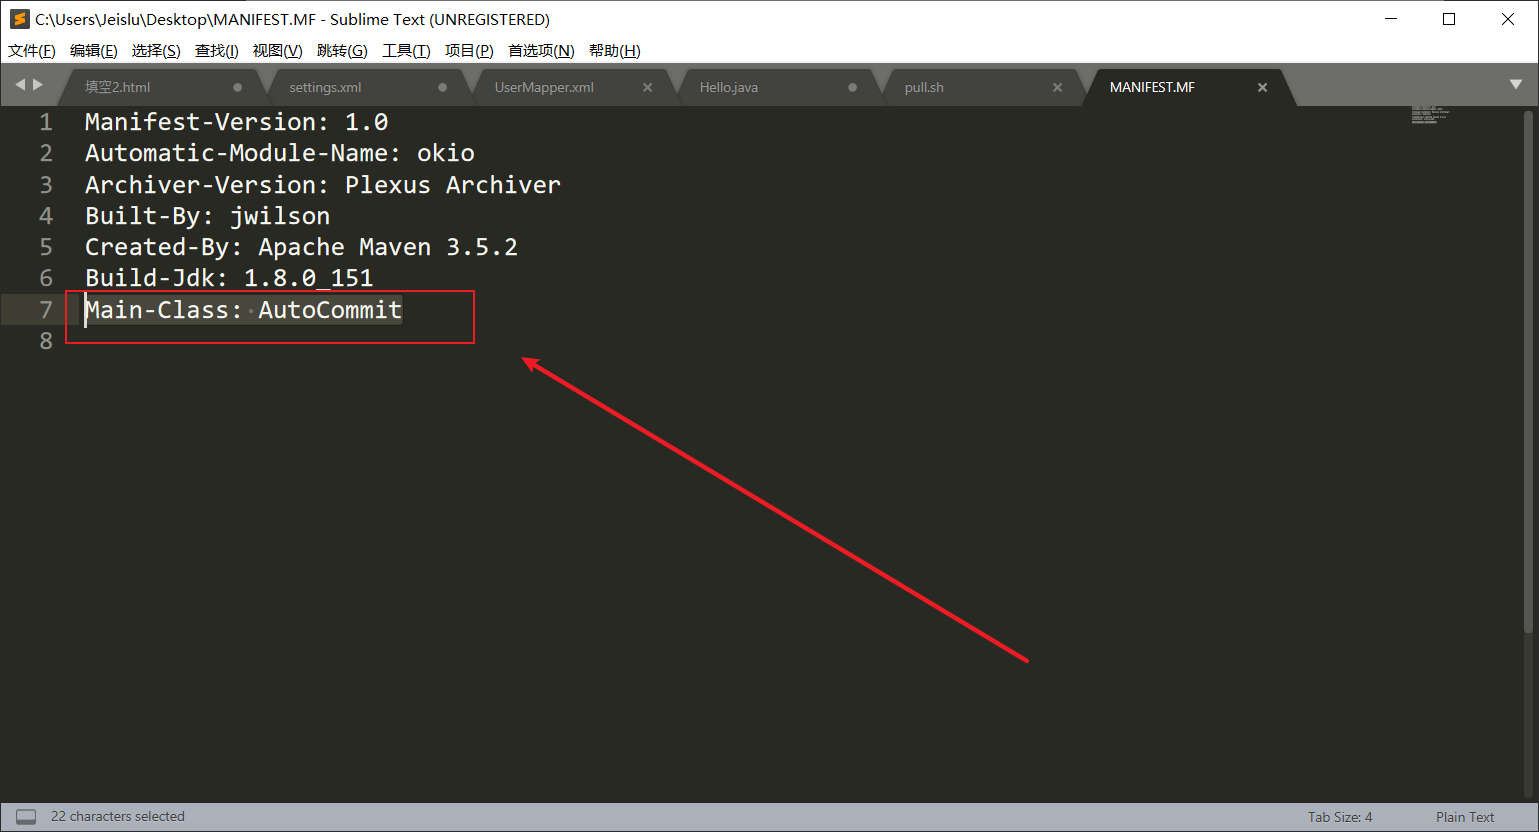 C:\Users\Jeislu\Desktop\MANIFEST.MF - Sublime Text (UNREGISTERED)
文件(F) 编辑(E) 选择(S) 查找(I) 视图(V) 跳转(G) 工具(T) 项目(P) 首选项(N) 帮助(H)
填空2.html settings.xml UserMapper.xml Hello.java pull.sh MANIFEST.MF
1 Manifest-Version: 1.0
2 Automatic-Module-Name: okio
3 Archiver-Version: Plexus Archiver
4 Built-By: jwilson
5 Created-By: Apache Maven 3.5.2
6 Build-Jdk: 1.8.0_151
7 Main-Class: AutoCommit
8
22 characters selected Tab Size: 4 Plain Text